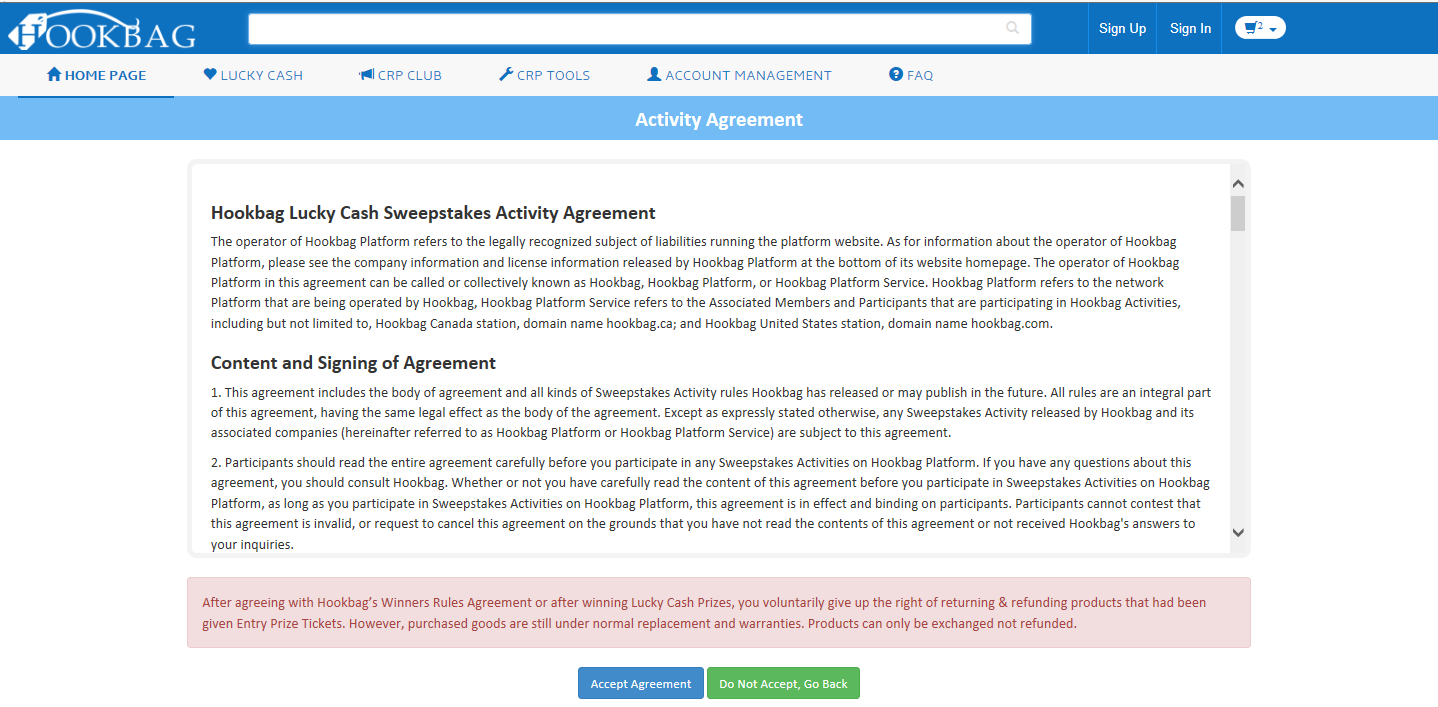 HOOKBAG
Sign Up
Sign In
2
HOME PAGE
LUCKY CASH
CRP CLUB
CRP TOOLS
ACCOUNT MANAGEMENT
FAQ
Activity Agreement
Hookbag Lucky Cash Sweepstakes Activity Agreement
The operator of Hookbag Platform refers to the legally recognized subject of liabilities running the platform website. As for information about the operator of Hookbag
Platform, please see the company information and license information released by Hookbag Platform at the bottom of its website homepage. The operator of Hookbag
Platform in this agreement can be called or collectively known as Hookbag, Hookbag Platform, or Hookbag Platform Service. Hookbag Platform refers to the network
Platform that are being operated by Hookbag, Hookbag Platform Service refers to the Associated Members and Participants that are participating in Hookbag Activities,
including but not limited to, Hookbag Canada station, domain name hookbag.ca; and Hookbag United States station, domain name hookbag.com.
Content and Signing of Agreement
1. This agreement includes the body of agreement and all kinds of Sweepstakes Activity rules Hookbag has released or may publish in the future. All rules are an integral part
of this agreement, having the same legal effect as the body of the agreement. Except as expressly stated otherwise, any Sweepstakes Activity released by Hookbag and its
associated companies (hereinafter referred to as Hookbag Platform or Hookbag Platform Service) are subject to this agreement.
2. Participants should read the entire agreement carefully before you participate in any Sweepstakes Activities on Hookbag Platform. If you have any questions about this
agreement, you should consult Hookbag. Whether or not you have carefully read the content of this agreement before you participate in Sweepstakes Activities on Hookbag
Platform, as long as you participate in Sweepstakes Activities on Hookbag Platform, this agreement is in effect and binding on participants. Participants cannot contest that
this agreement is invalid, or request to cancel this agreement on the grounds that you have not read the contents of this agreement or not received Hookbag's answers to
your inquiries.
After agreeing with Hookbag’s Winners Rules Agreement or after winning Lucky Cash Prizes, you voluntarily give up the right of returning & refunding products that had been
given Entry Prize Tickets. However, purchased goods are still under normal replacement and warranties. Products can only be exchanged not refunded.
Accept Agreement
Do Not Accept, Go Back